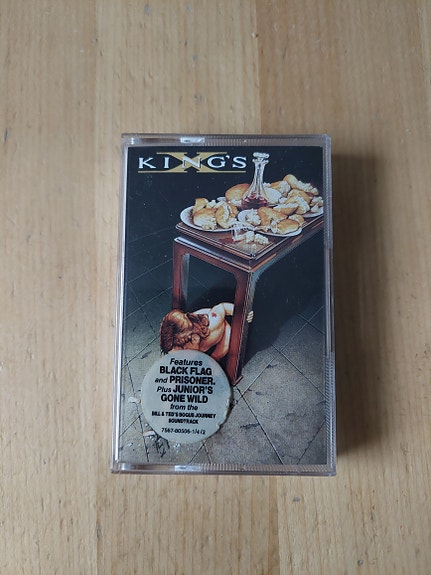 KING'S X
Features
BLACK FLAG
and PRISONER.
Plus JUNIOR'S
GONE WILD
from the
BILL & TED'S BOGUS JOURNEY
SOUNDTRACK